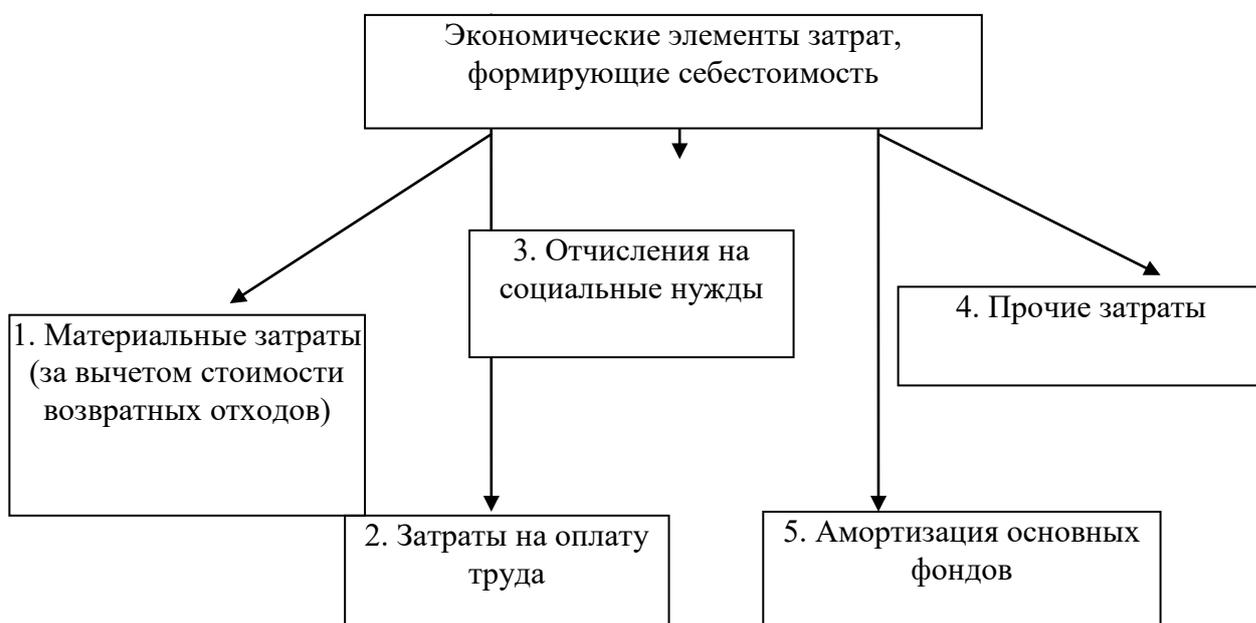 Экономические элементы затрат,
формирующие себестоимость
3. Отчисления на
социальные нужды
4. Прочие затраты
1. Материальные затраты
(за вычетом стоимости
возвратных отходов)
2. Затраты на оплату
труда
5. Амортизация основных
фондов